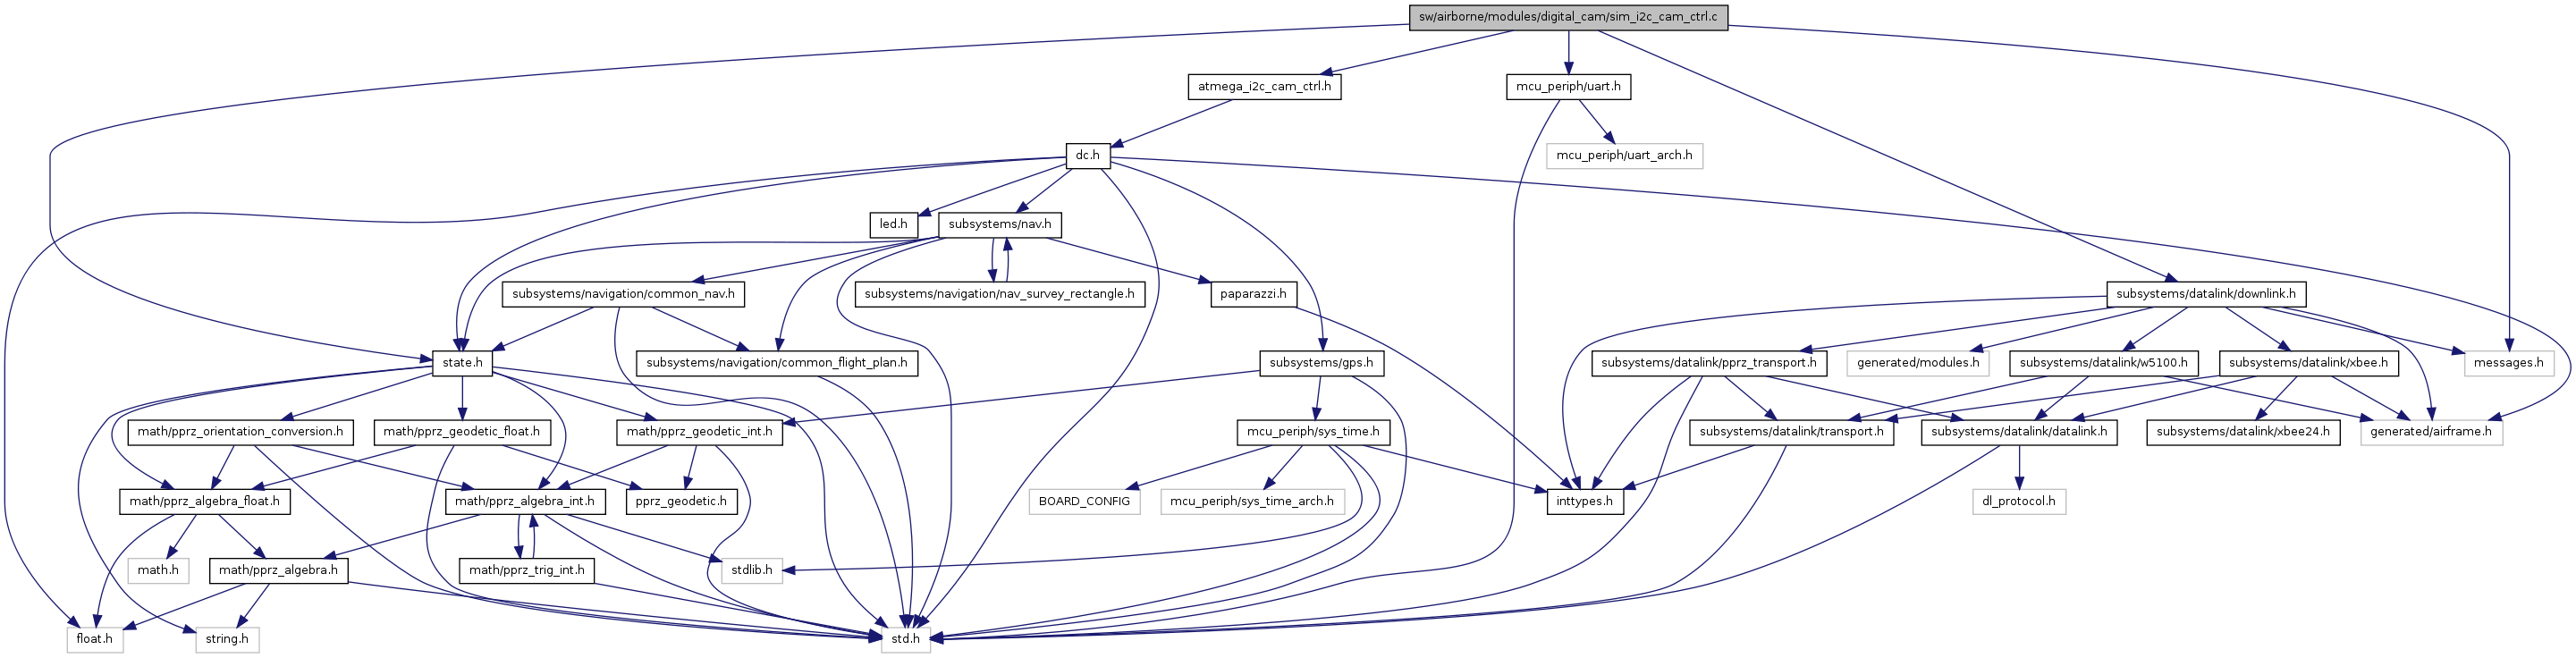 sw/airborne/modules/digital_cam/sim_i2c_cam_ctrl.c
atmega_i2c_cam_ctrl.h
mcu_periph/uart.h
dc.h
mcu_periph/uart_arch.h
led.h
subsystems/nav.h
subsystems/navigation/common_nav.h
subsystems/navigation/nav_survey_rectangle.h
paparazzi.h
subsystems/datalink/downlink.h
state.h
subsystems/navigation/common_flight_plan.h
subsystems/gps.h
subsystems/datalink/pprz_transport.h
generated/modules.h
subsystems/datalink/w5100.h
subsystems/datalink/xbee.h
messages.h
math/pprz_orientation_conversion.h
math/pprz_geodetic_float.h
math/pprz_geodetic_int.h
mcu_periph/sys_time.h
subsystems/datalink/transport.h
subsystems/datalink/datalink.h
subsystems/datalink/xbee24.h
generated/airframe.h
math/pprz_algebra_float.h
math/pprz_algebra_int.h
pprz_geodetic.h
BOARD_CONFIG
mcu_periph/sys_time_arch.h
inttypes.h
dl_protocol.h
math.h
math/pprz_algebra.h
math/pprz_trig_int.h
stdlib.h
float.h
string.h
std.h